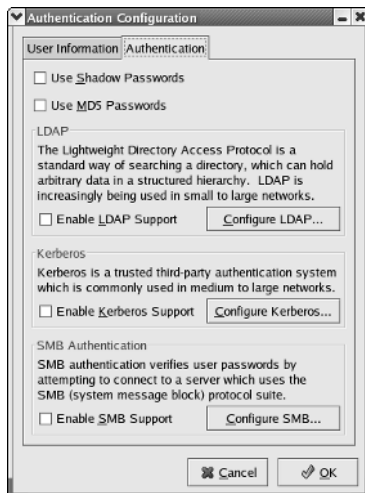 Authentication Configuration
User Information Authentication
Use Shadow Passwords
Use MD5 Passwords
LDAP
The Lightweight Directory Access Protocol is a
standard way of searching a directory, which can hold
arbitrary data in a structured hierarchy. LDAP is
increasingly being used in small to large networks.
Enable LDAP Support Configure LDAP...
Kerberos
Kerberos is a trusted third-party authentication system
which is commonly used in medium to large networks.
Enable Kerberos Support Configure Kerberos...
SMB Authentication
SMB authentication verifies user passwords by
attempting to connect to a server which uses the
SMB (system message block) protocol suite.
Enable SMB Support Configure SMB...
Cancel OK